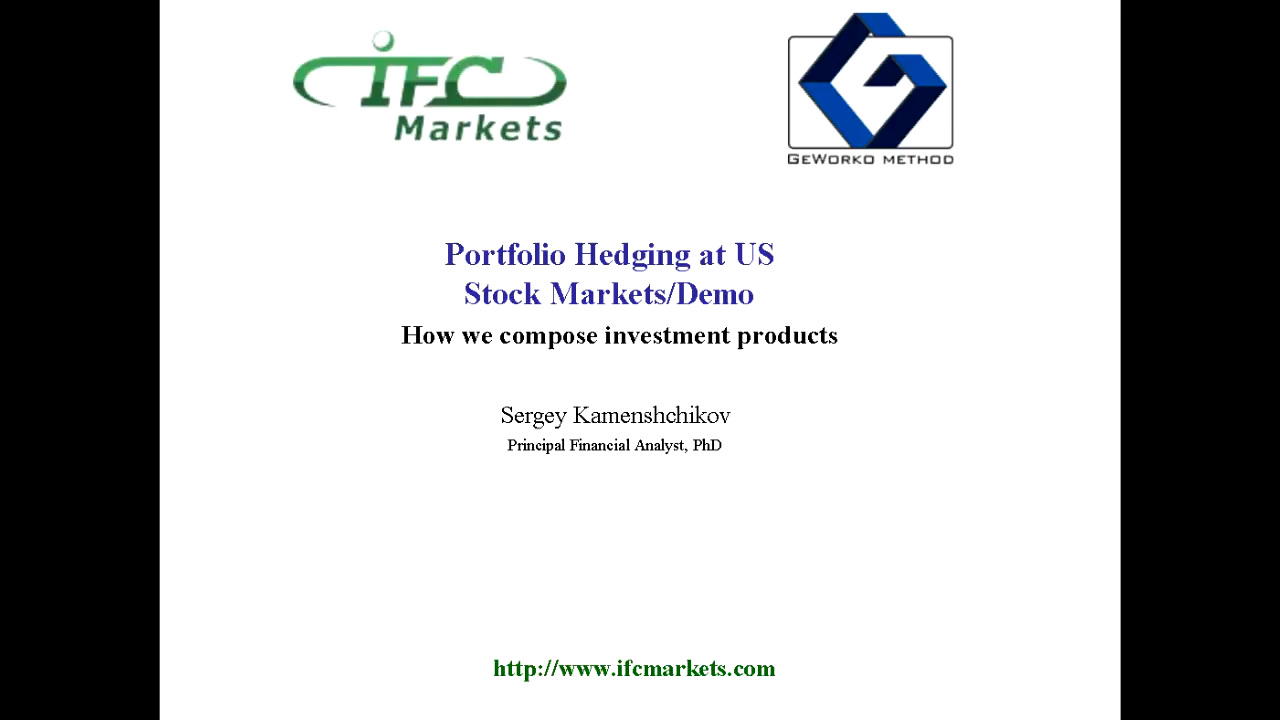 iFC
Markets
GeWorko method
Portfolio Hedging at US
Stock Markets/Demo
How we compose investment products
Sergey Kamenshchikov
Principal Financial Analyst, PhD
http://www.ifcmarkets.com